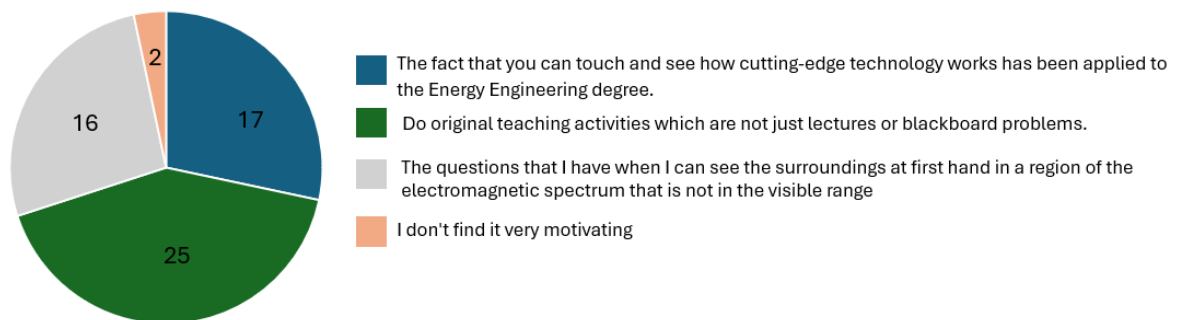 2
17
16
25
The fact that you can touch and see how cutting-edge technology works has been applied to
the Energy Engineering degree.
Do original teaching activities which are not just lectures or blackboard problems.
The questions that I have when I can see the surroundings at first hand in a region of the
electromagnetic spectrum that is not in the visible range
I don't find it very motivating